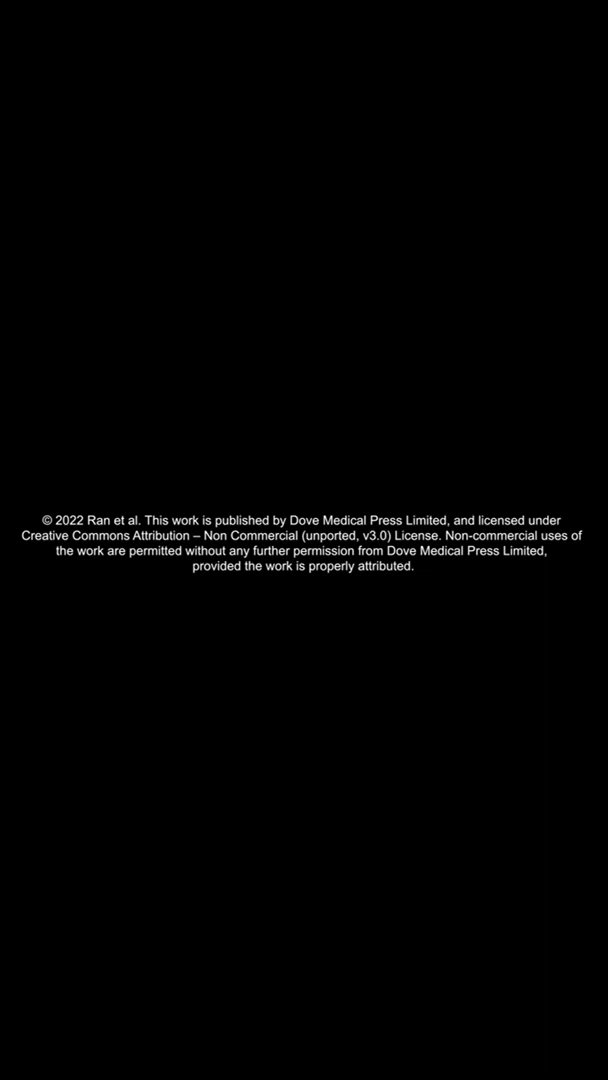 © 2022 Ran et al. This work is published by Dove Medical Press Limited, and licensed under
Creative Commons Attribution – Non Commercial (unported, v3.0) License. Non-commercial uses of
the work are permitted without any further permission from Dove Medical Press Limited,
provided the work is properly attributed.